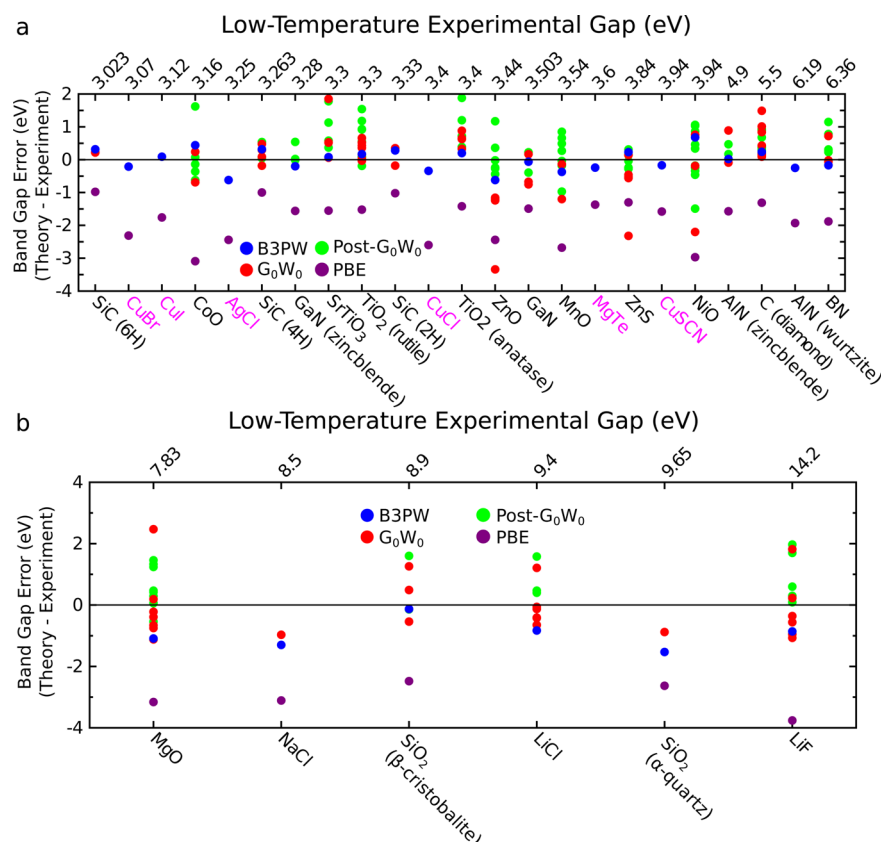 a
Low-Temperature Experimental Gap (eV)
3.023 3.07 3.12 3.16 3.25 3.263 3.28 3.3 3.3 3.33 3.4 3.4 3.44 3.503 3.54 3.6 3.84 3.94 3.94 4.9 5.5 6.19 6.36
Band Gap Error (eV)
(Theory - Experiment)
2
1
0
-1
-2
-3
-4
B3PW
Post-G₀W₀
G₀W₀
PBE
SiC (6H)
CuBr
CuI
CoO
AgCl
SiC (4H)
GaN (zincblende)
SrTiO₃
TiO₂ (rutile)
SiC (2H)
CuCl
TiO2 (anatase)
ZnO
GaN
MnO
MgTe
ZnS
CuSCN
NiO
AlN (zincblende)
C (diamond)
AlN (wurtzite)
BN
b
Low-Temperature Experimental Gap (eV)
7.83 8.5 8.9 9.4 9.65 14.2
Band Gap Error (eV)
(Theory - Experiment)
4
2
0
-2
-4
B3PW
Post-G₀W₀
G₀W₀
PBE
MgO
NaCl
SiO₂
(β-cristobalite)
LiCl
SiO₂
(α-quartz)
LiF